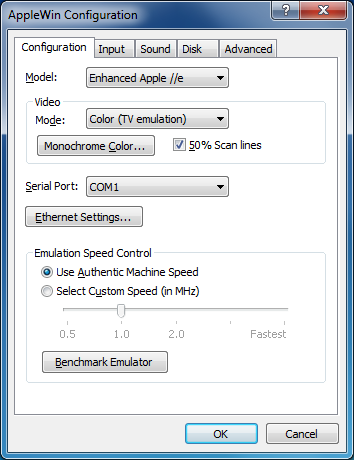 AppleWin Configuration
Configuration Input Sound Disk Advanced
Model: Enhanced Apple //e
Video
Mode: Color (TV emulation)
Monochrome Color... 50% Scan lines
Serial Port: COM1
Ethernet Settings...
Emulation Speed Control
Use Authentic Machine Speed
Select Custom Speed (in MHz)
0.5 1.0 2.0 Fastest
Benchmark Emulator
OK Cancel